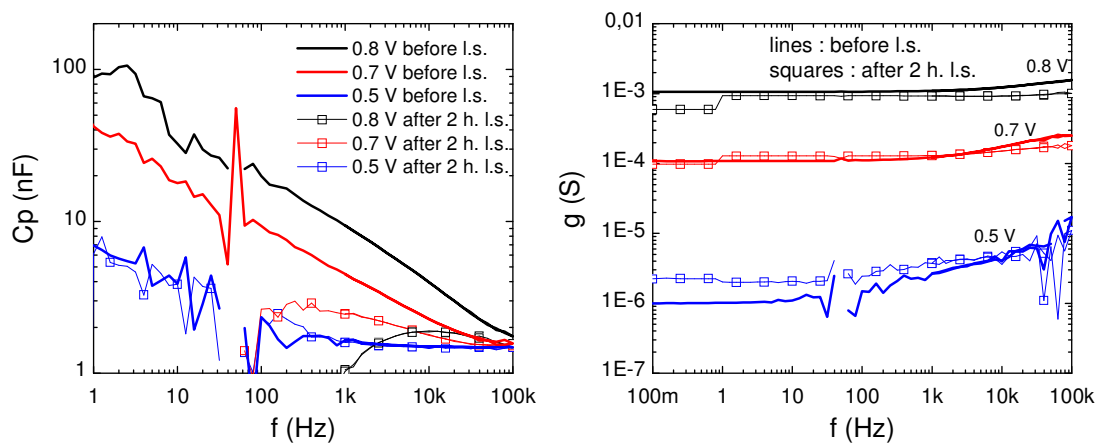 100
10
1
Cp (nF)
0.8 V before l.s.
0.7 V before l.s.
0.5 V before l.s.
0.8 V after 2 h. l.s.
0.7 V after 2 h. l.s.
0.5 V after 2 h. l.s.
1 10 100 1k 10k 100k
f (Hz)
0,01
1E-3
1E-4
1E-5
1E-6
1E-7
g (S)
lines : before l.s.
squares : after 2 h. l.s.
0.8 V
0.7 V
0.5 V
100m 1 10 100 1k 10k 100k
f (Hz)